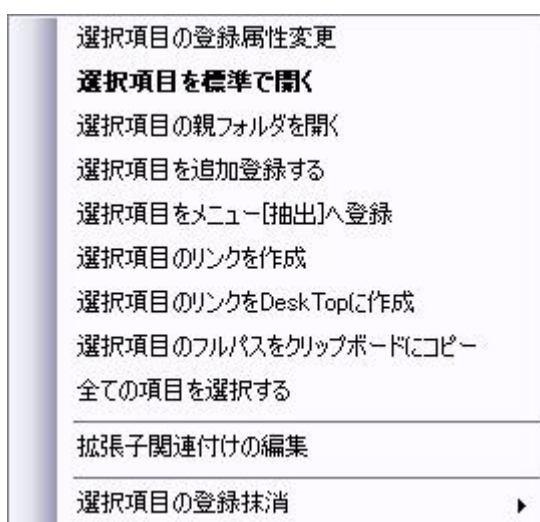 選択項目の登録属性変更
選択項目を標準で開く
選択項目の親フォルダを開く
選択項目を追加登録する
選択項目をメニュー[抽出]へ登録
選択項目のリンクを作成
選択項目のリンクをDeskTopに作成
選択項目のフルパスをクリップボードにコピー
全ての項目を選択する
拡張子関連付けの編集
選択項目の登録抹消